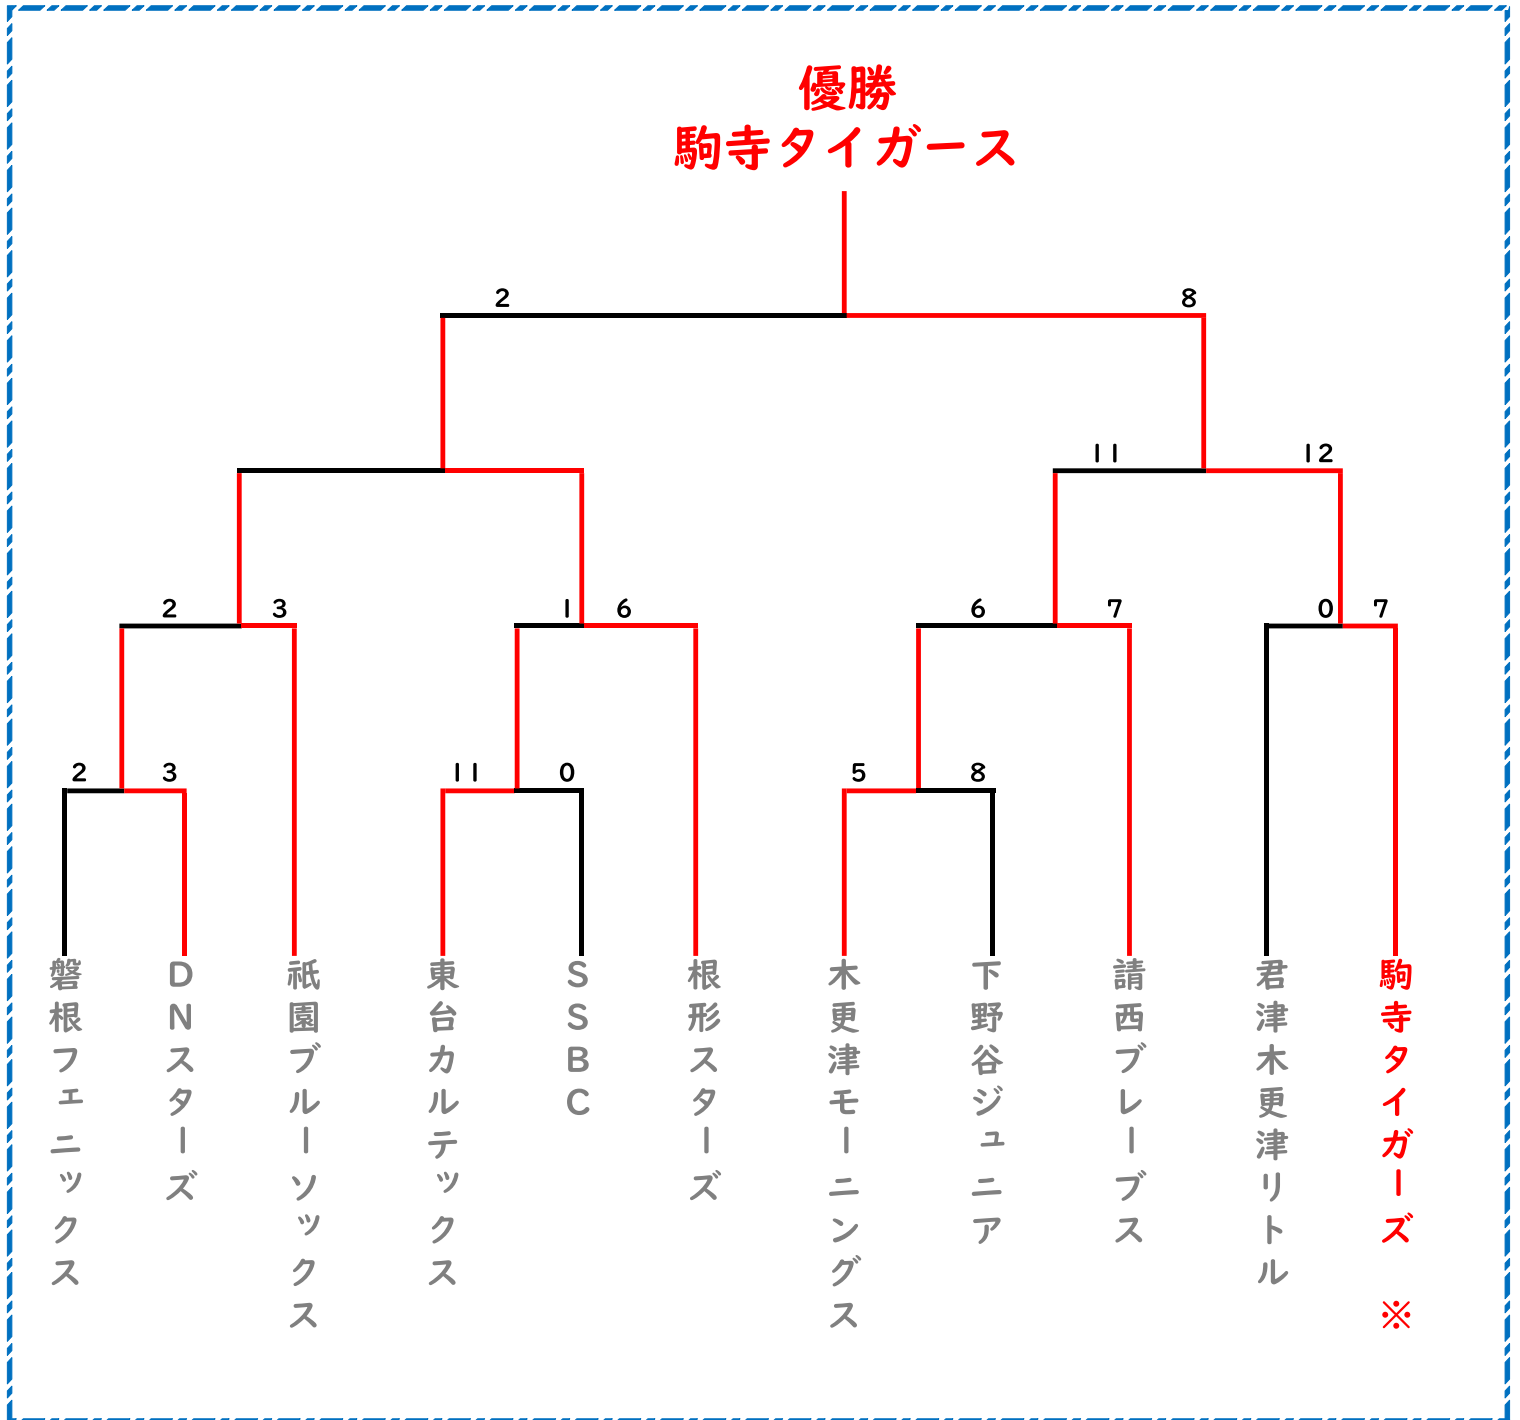 優勝
駒寺タイガース
2 8
11 12
2 3 1 6 6 7 0 7
2 3 11 0 5 8
磐根フェニックス
DNスターズ
祇園ブルーソックス
東台カルテックス
SSBC
根形スターズ
木更津モーニングス
下野谷ジュニア
請西ブレーブス
君津木更津リトル
駒寺タイガーズ ※